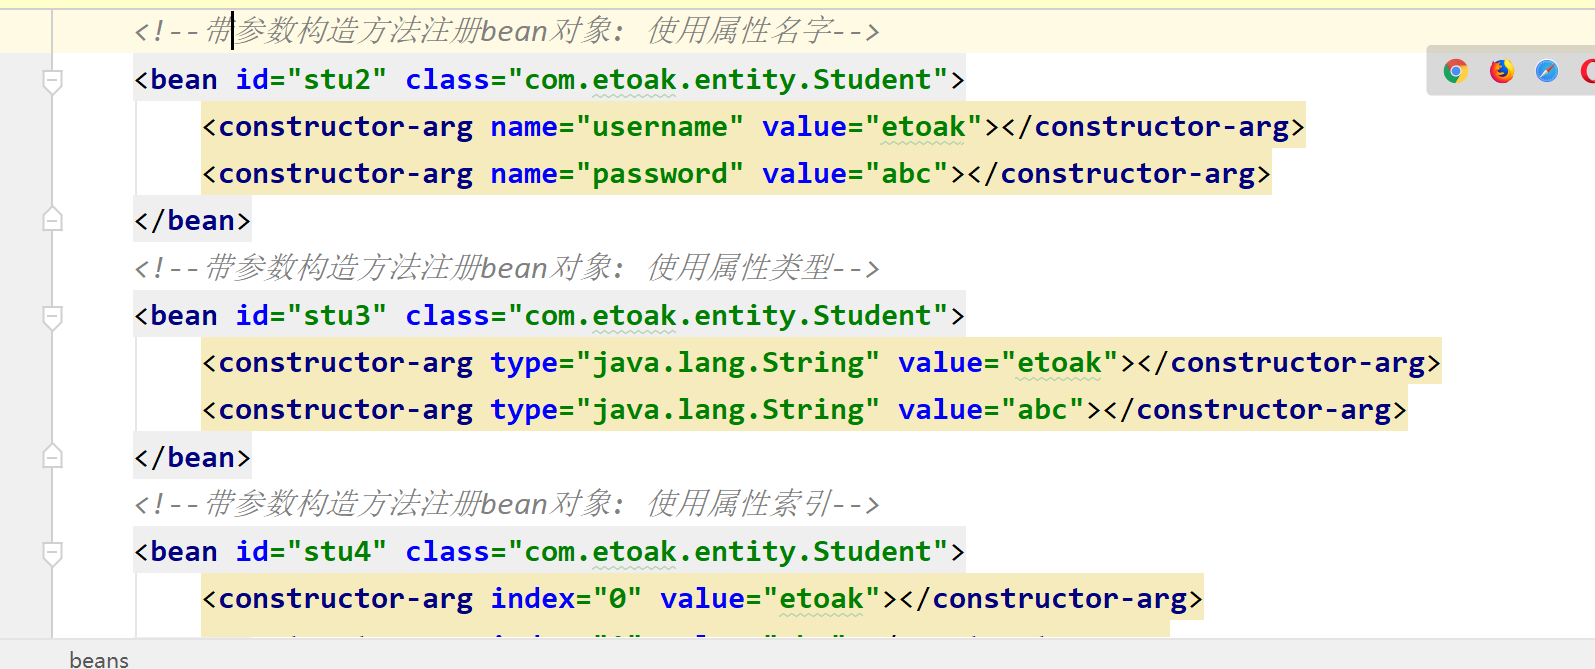 <!--带参数构造方法注册bean对象: 使用属性名字-->
<bean id="stu2" class="com.etoak.entity.Student">
<constructor-arg name="username" value="etoak"></constructor-arg>
<constructor-arg name="password" value="abc"></constructor-arg>
</bean>
<!--带参数构造方法注册bean对象: 使用属性类型-->
<bean id="stu3" class="com.etoak.entity.Student">
<constructor-arg type="java.lang.String" value="etoak"></constructor-arg>
<constructor-arg type="java.lang.String" value="abc"></constructor-arg>
</bean>
<!--带参数构造方法注册bean对象: 使用属性索引-->
<bean id="stu4" class="com.etoak.entity.Student">
<constructor-arg index="0" value="etoak"></constructor-arg>
beans